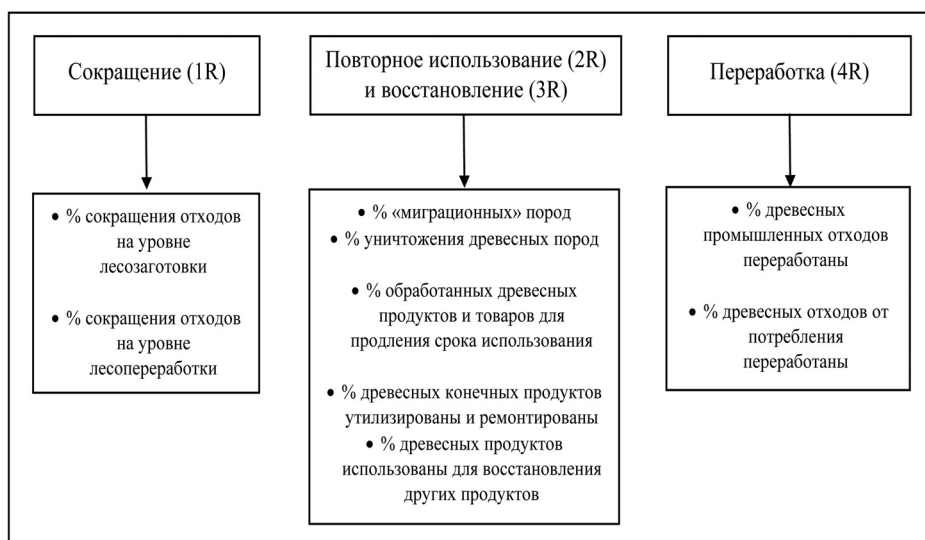 Сокращение (1R)
• % сокращения отходов
на уровне
лесозаготовки
• % сокращения отходов
на уровне
лесопереработки
Повторное использование (2R)
и восстановление (3R)
• % «миграционных» пород
• % уничтожения древесных пород
• % обработанных древесных
продуктов и товаров для
продления срока использования
• % древесных конечных продуктов
утилизированы и ремонтированы
• % древесных продуктов
использованы для восстановления
других продуктов
Переработка (4R)
• % древесных
промышленных отходов
переработаны
• % древесных отходов от
потребления
переработаны